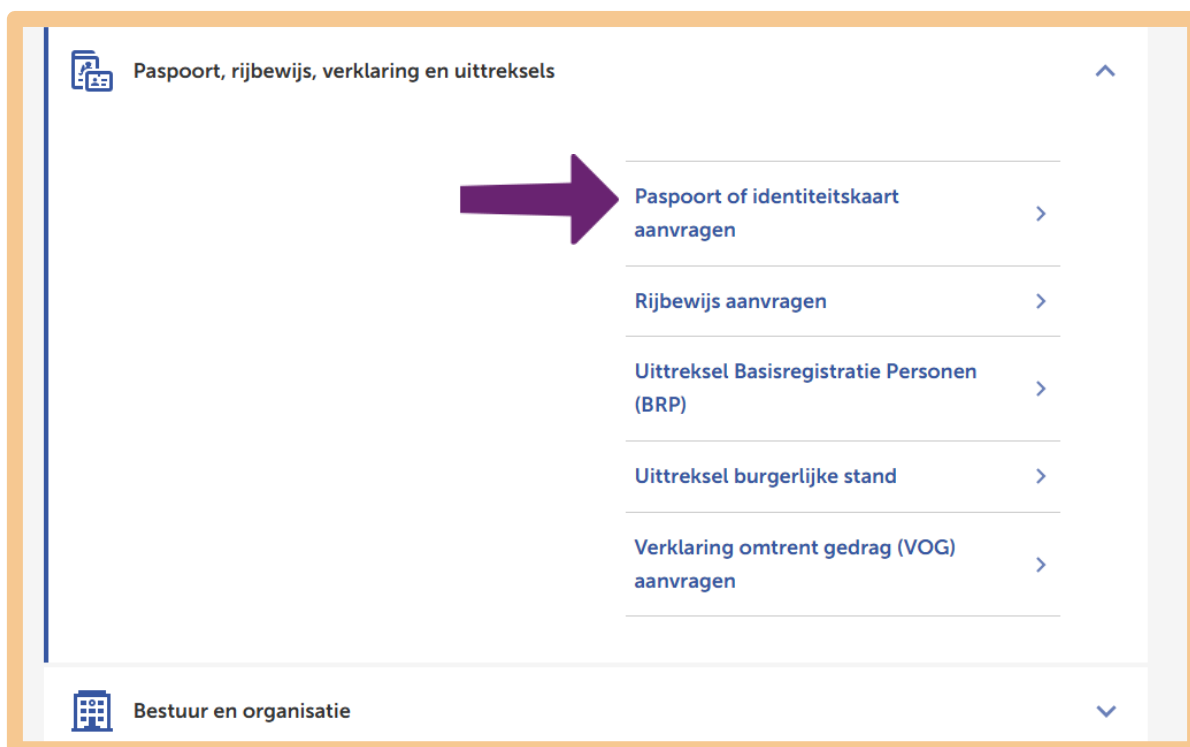 Paspoort, rijbewijs, verklaring en uittreksels
Paspoort of identiteitskaart
aanvragen
Rijbewijs aanvragen
Uittreksel Basisregistratie Personen
(BRP)
Uittreksel burgerlijke stand
Verklaring omtrent gedrag (VOG)
aanvragen
Bestuur en organisatie